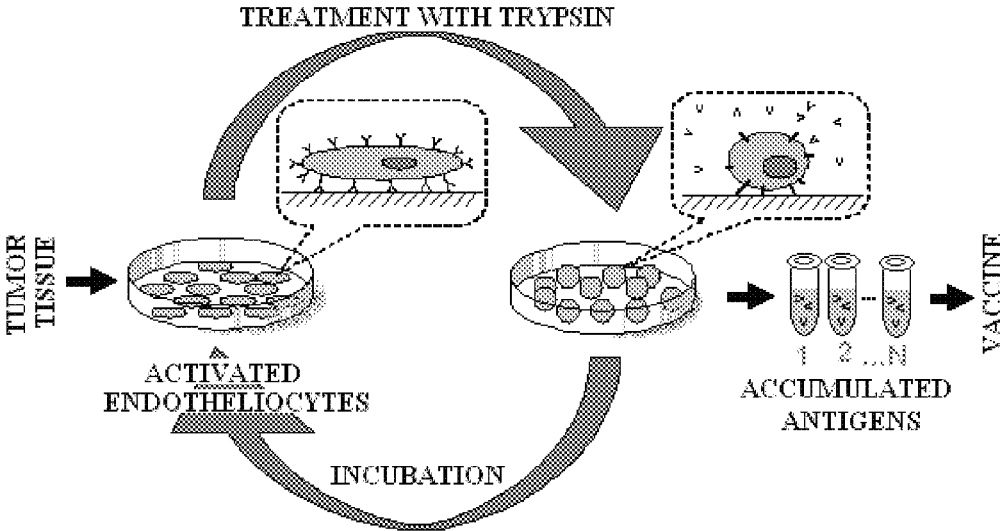 TREATMENT WITH TRYPSIN
TUMOR
TISSUE
ACTIVATED
ENDOTHELIOCYTES
INCUBATION
1 2 ...N
ACCUMULATED
ANTIGENS
VACCINE